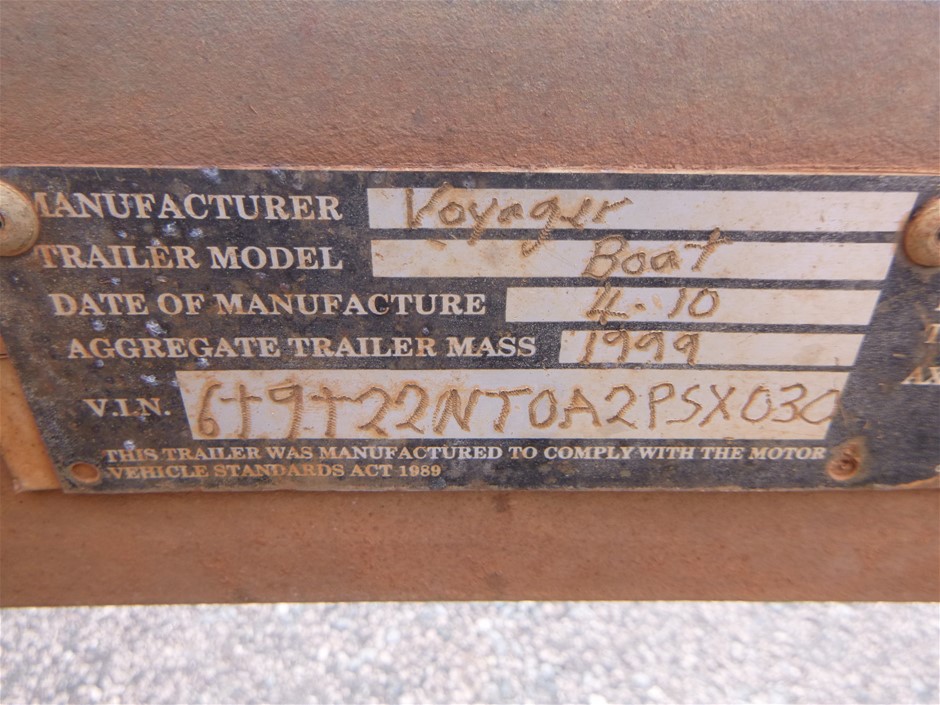 MANUFACTURER Voyager
TRAILER MODEL Boat
DATE OF MANUFACTURE 4.10
AGGREGATE TRAILER MASS 1999
V.I.N. 6t9t22NT0A2PSX030
THIS TRAILER WAS MANUFACTURED TO COMPLY WITH THE MOTOR
VEHICLE STANDARDS ACT 1989